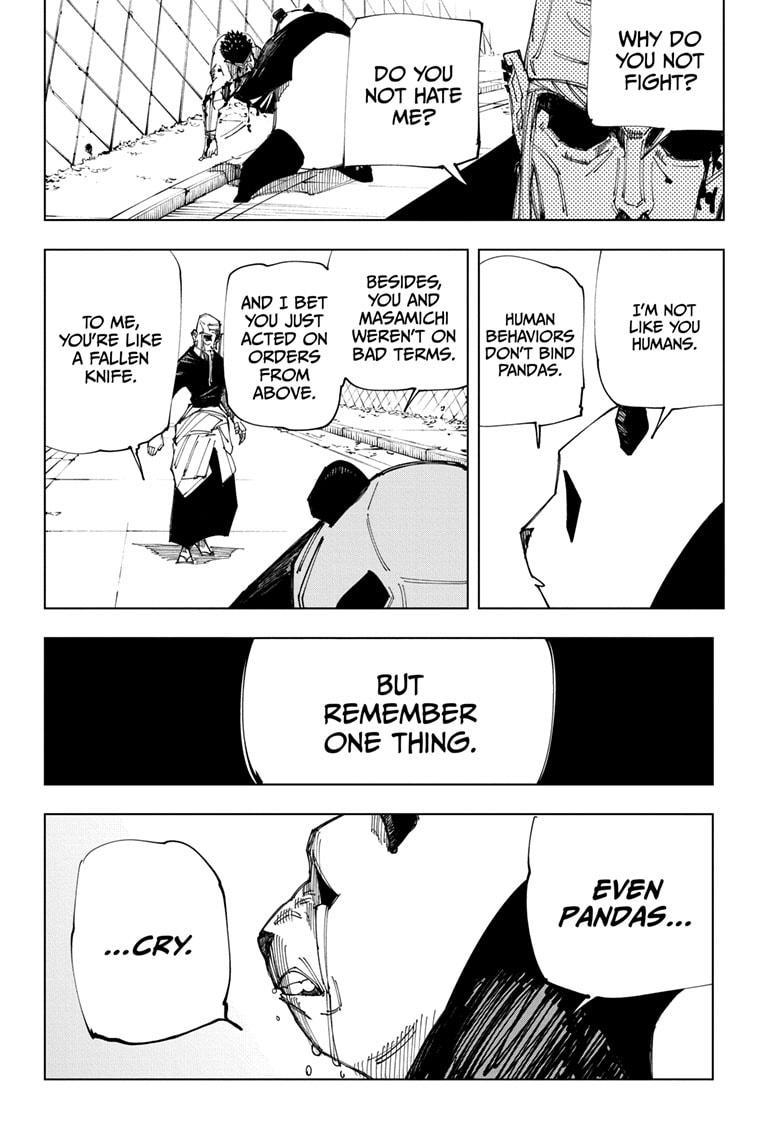 WHY DO
YOU NOT
FIGHT?
DO YOU
NOT HATE
ME?
I'M NOT
LIKE YOU
HUMANS.
HUMAN
BEHAVIORS
DON'T BIND
PANDAS.
BESIDES,
YOU AND
MASAMICHI
WEREN'T ON
BAD TERMS.
AND I BET
YOU JUST
ACTED ON
ORDERS
FROM
ABOVE.
TO ME,
YOU'RE LIKE
A FALLEN
KNIFE.
BUT
REMEMBER
ONE THING.
EVEN
PANDAS...
...CRY.